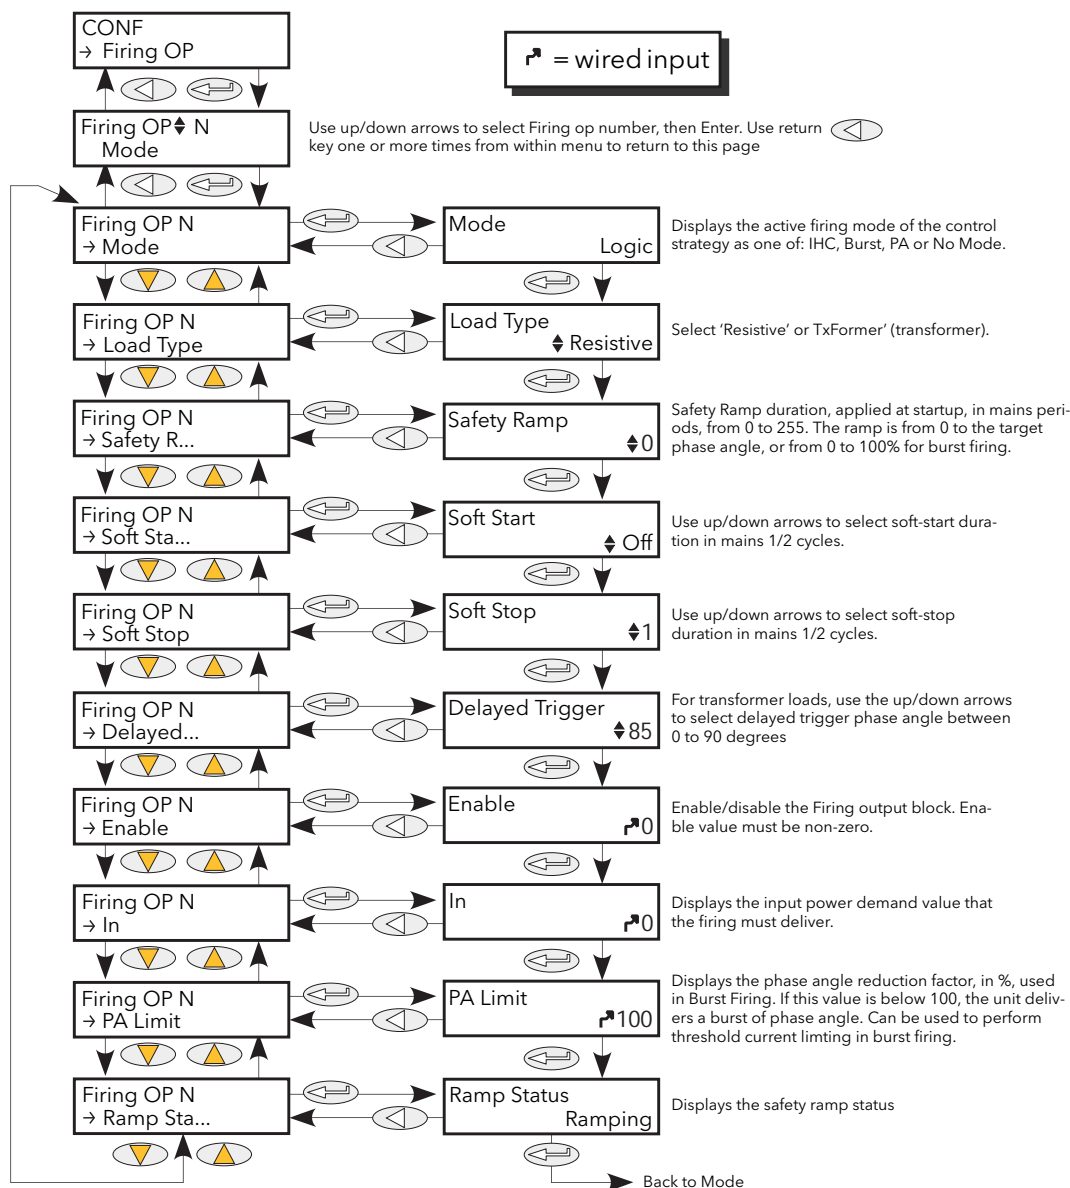 CONF
→ Firing OP
= wired input
Firing OP N
Mode
Use up/down arrows to select Firing op number, then Enter. Use return
key one or more times from within menu to return to this page
Firing OP N
→ Mode
Mode
Logic
Displays the active firing mode of the control
strategy as one of: IHC, Burst, PA or No Mode.
Firing OP N
→ Load Type
Load Type
Resistive
Select ‘Resistive’ or TxFormer’ (transformer).
Firing OP N
→ Safety R...
Safety Ramp
0
Safety Ramp duration, applied at startup, in mains peri-
ods, from 0 to 255. The ramp is from 0 to the target
phase angle, or from 0 to 100% for burst firing.
Firing OP N
→ Soft Sta...
Soft Start
Off
Use up/down arrows to select soft-start dura-
tion in mains 1/2 cycles.
Firing OP N
→ Soft Stop
Soft Stop
1
Use up/down arrows to select soft-stop
duration in mains 1/2 cycles.
Firing OP N
→ Delayed...
Delayed Trigger
85
For transformer loads, use the up/down arrows
to select delayed trigger phase angle between
0 to 90 degrees
Firing OP N
→ Enable
Enable
0
Enable/disable the Firing output block. Ena-
ble value must be non-zero.
Firing OP N
→ In
In
0
Displays the input power demand value that
the firing must deliver.
Firing OP N
→ PA Limit
PA Limit
100
Displays the phase angle reduction factor, in %, used
in Burst Firing. If this value is below 100, the unit deliv-
ers a burst of phase angle. Can be used to perform
threshold current limting in burst firing.
Firing OP N
→ Ramp Sta...
Ramp Status
Ramping
Displays the safety ramp status
Back to Mode